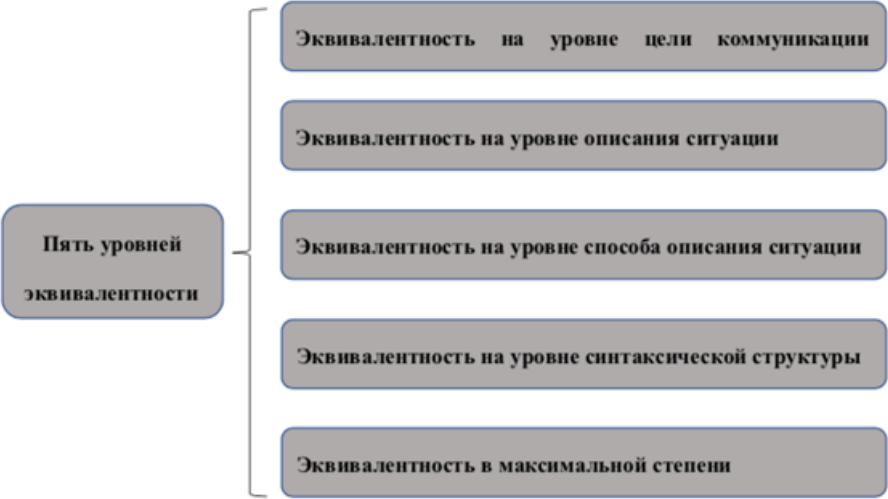 Эквивалентность на уровне цели коммуникации
Эквивалентность на уровне описания ситуации
Пять уровней
эквивалентности
Эквивалентность на уровне способа описания ситуации
Эквивалентность на уровне синтаксической структуры
Эквивалентность в максимальной степени